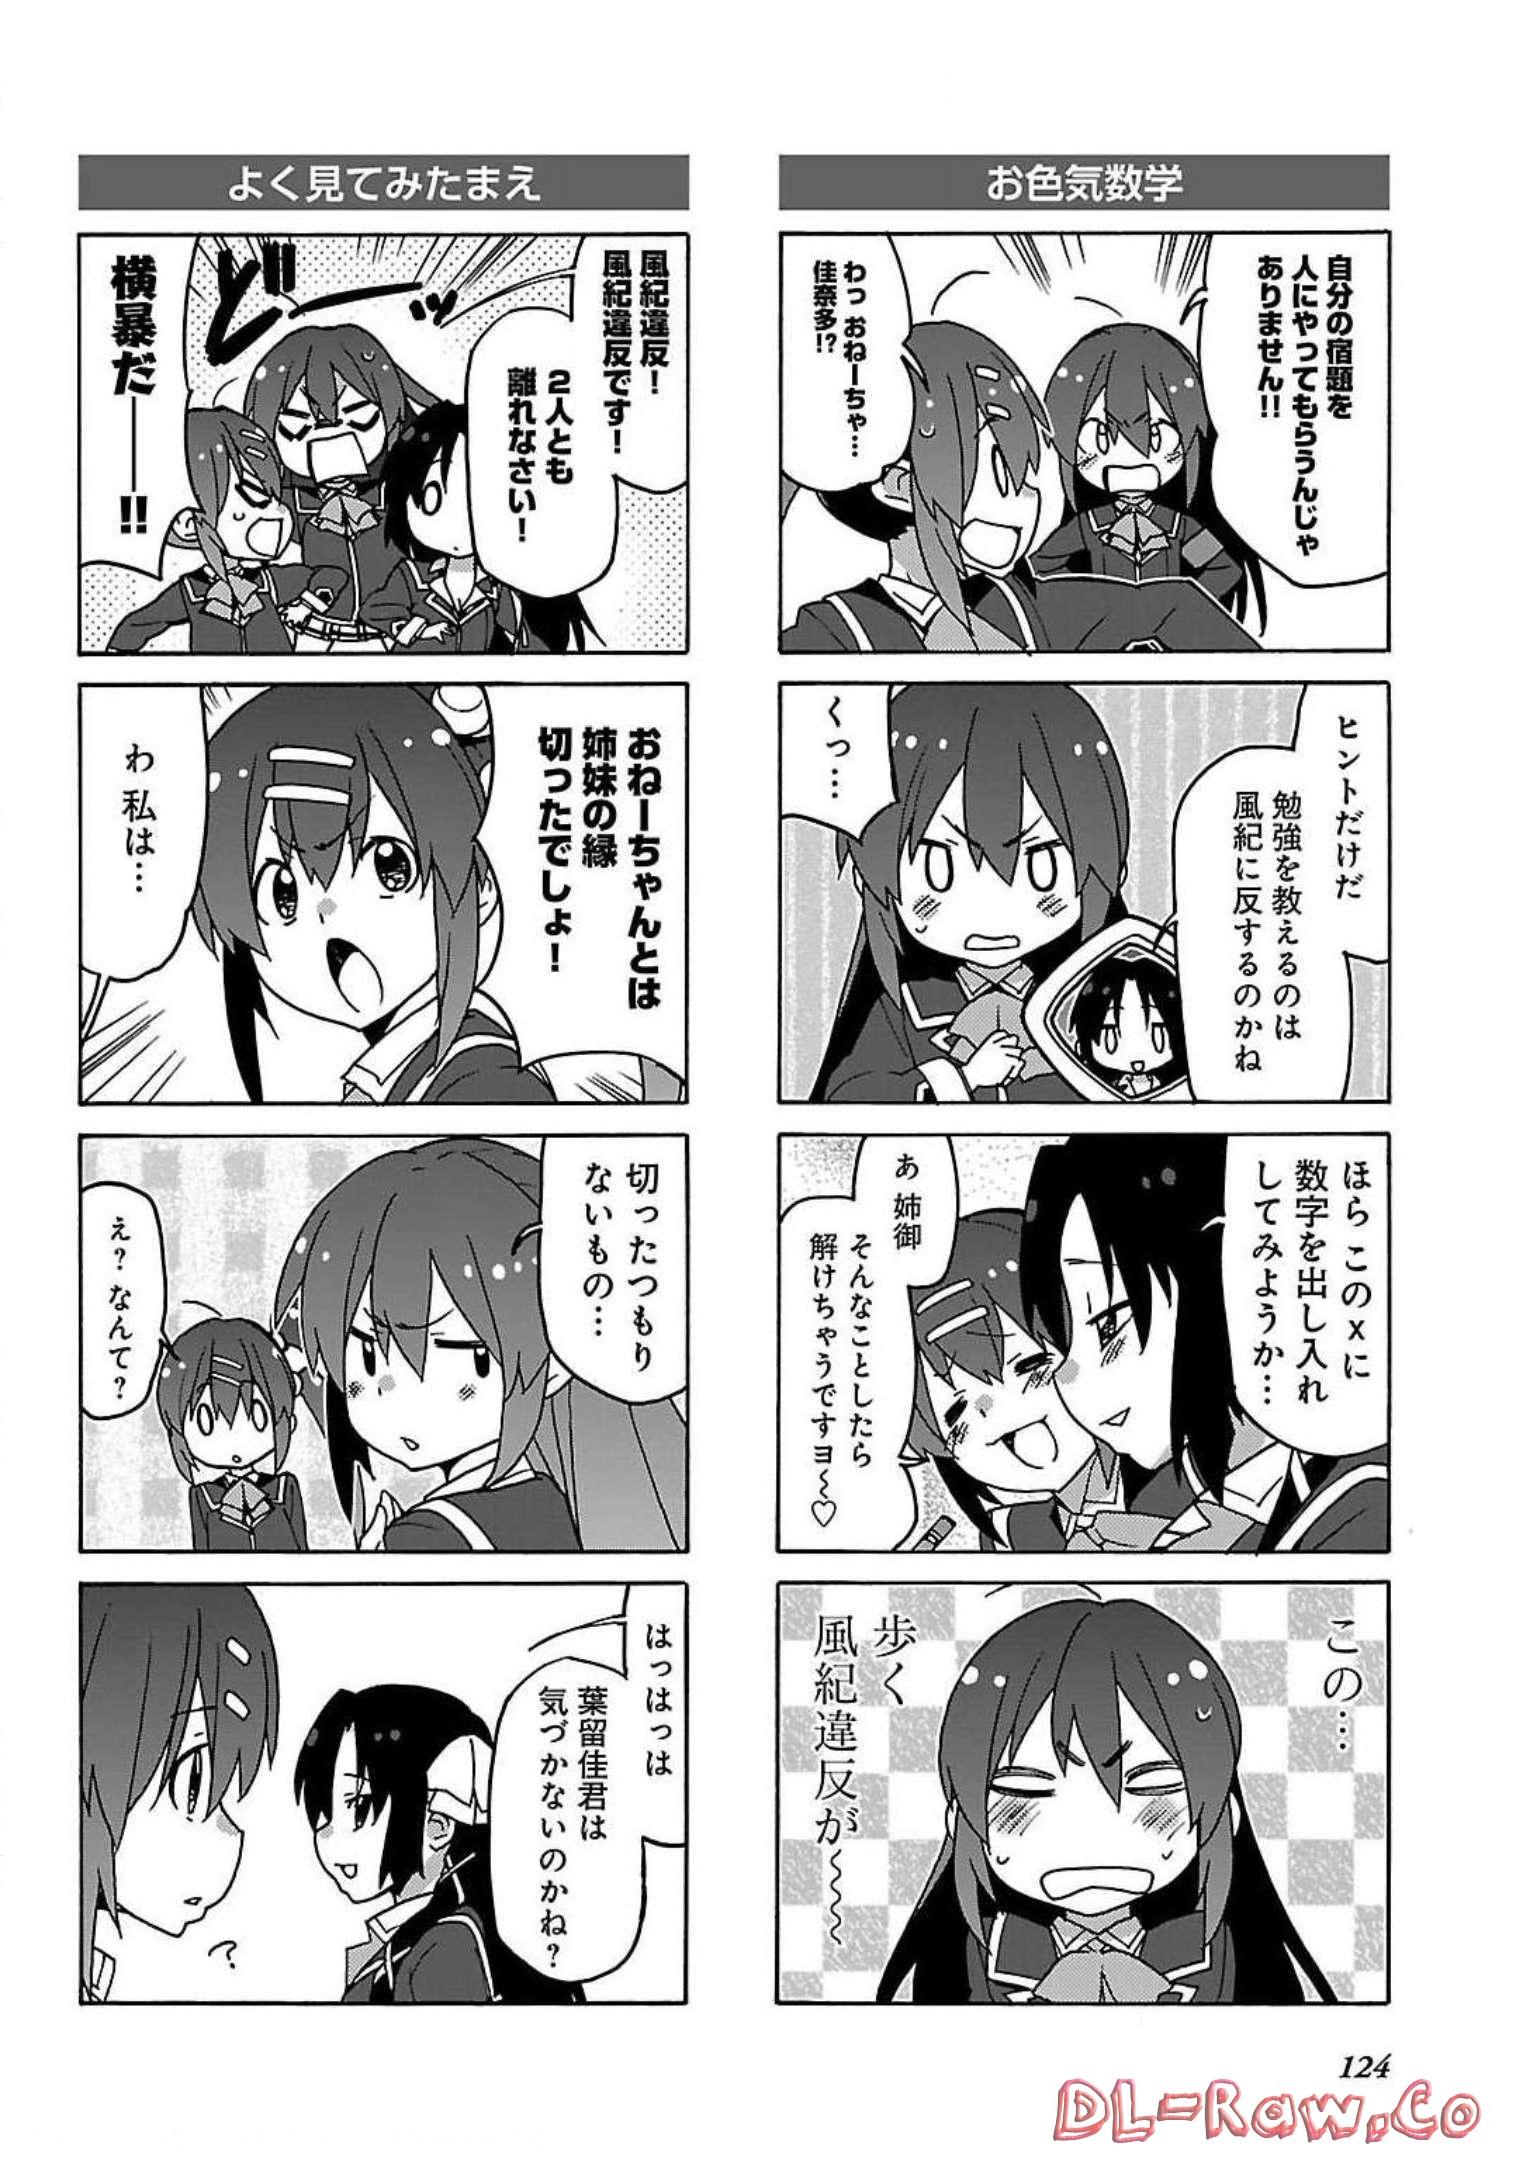 お色気数学
自分の宿題を
人にやってもらうんじゃ
ありません!!
わっ おねーちゃ…
佳奈多!?
ヒントだけだ
勉強を教えるのは
風紀に反するのかね
くっ…
ほら このxに
数字を出し入れ
してみようか…
あ 姉御
そんなことしたら
解けちゃうですヨ〜♡
この…
歩く
風紀違反が〜〜〜
よく見てみたまえ
風紀違反!
風紀違反です!
2人とも
離れなさい!
どーッ
横暴だ――!!
おねーちゃんとは
姉妹の縁
切ったでしょ!
わ 私は…
切ったつもり
ないもの…
え? なんて?
はっはっは
葉留佳君は
気づかないのかね?
?
124
DL-Raw.Co